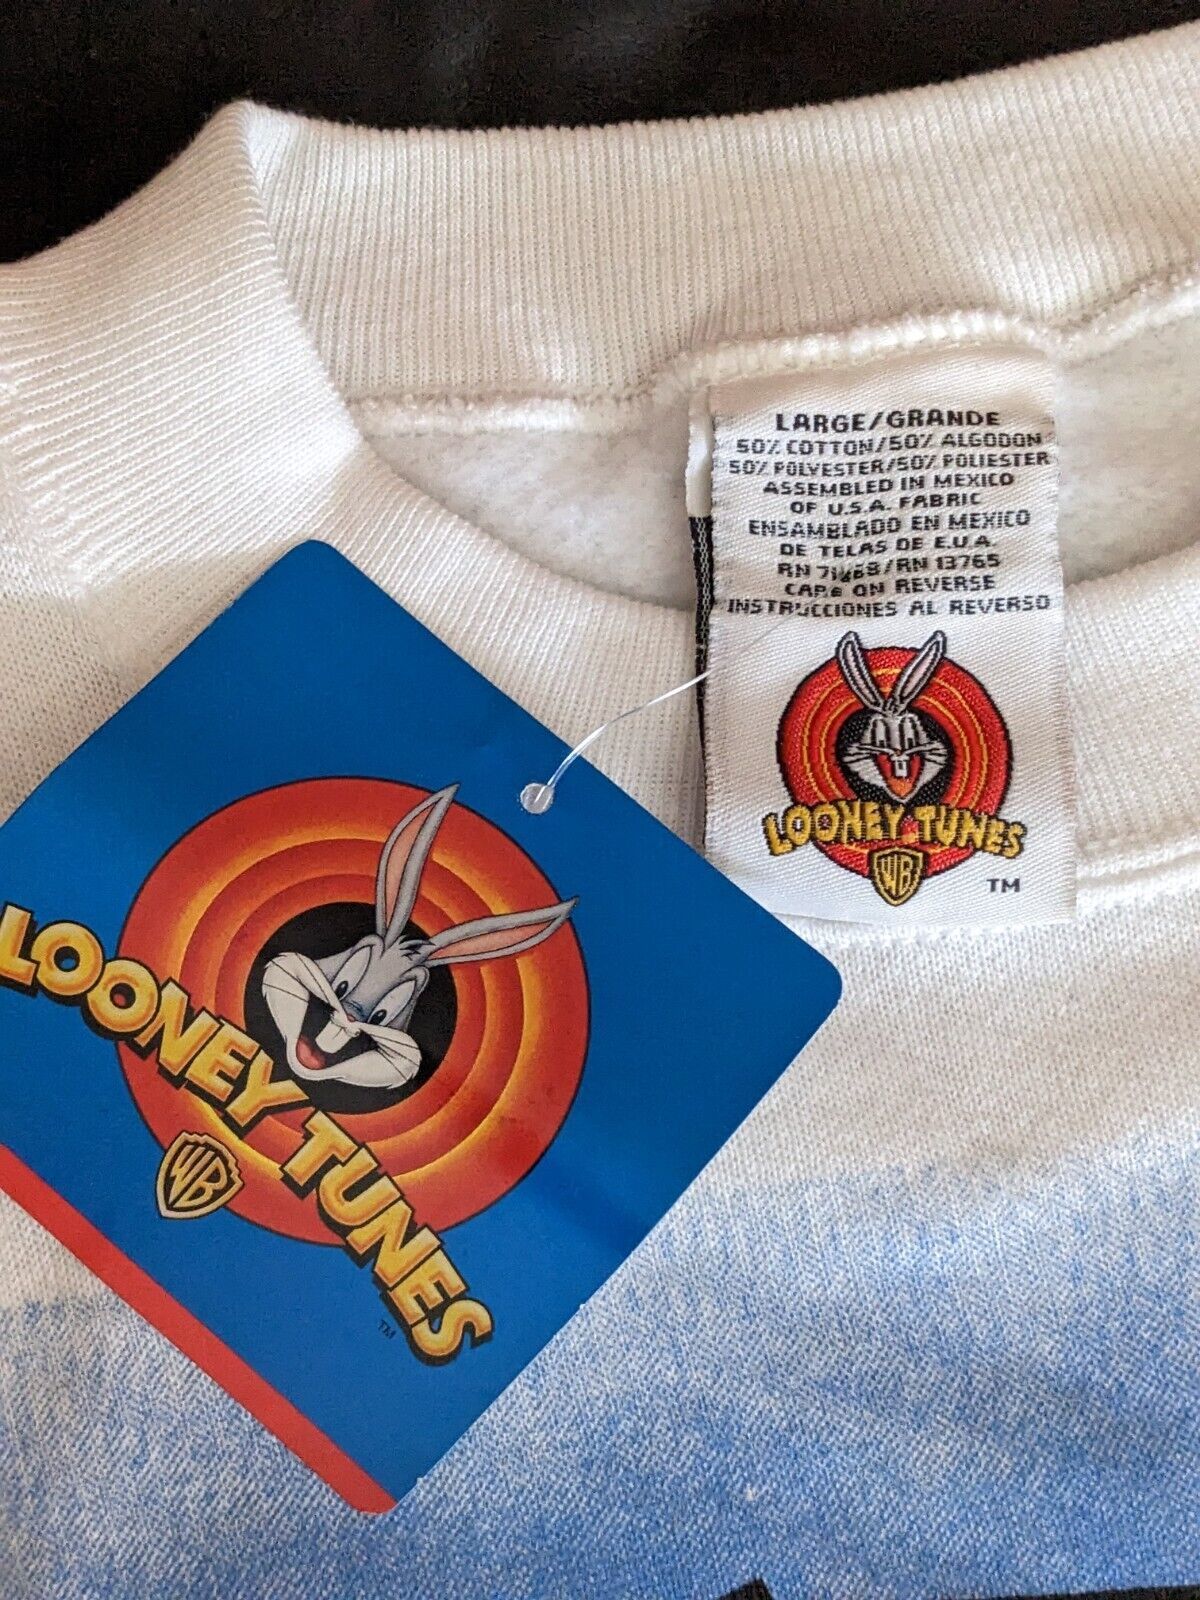 LARGE/GRANDE
50% COTTON/50% ALGODON
50% POLYESTER/50% POLIESTER
ASSEMBLED IN MEXICO
OF U.S.A. FABRIC
ENSAMBLADO EN MEXICO
DE TELAS DE E.U.A.
RN 13765
CARE ON REVERSE
INSTRUCCIONES AL REVERSO
LOONEY TUNES
WB
TM
LOONEY TUNES
WB
TM